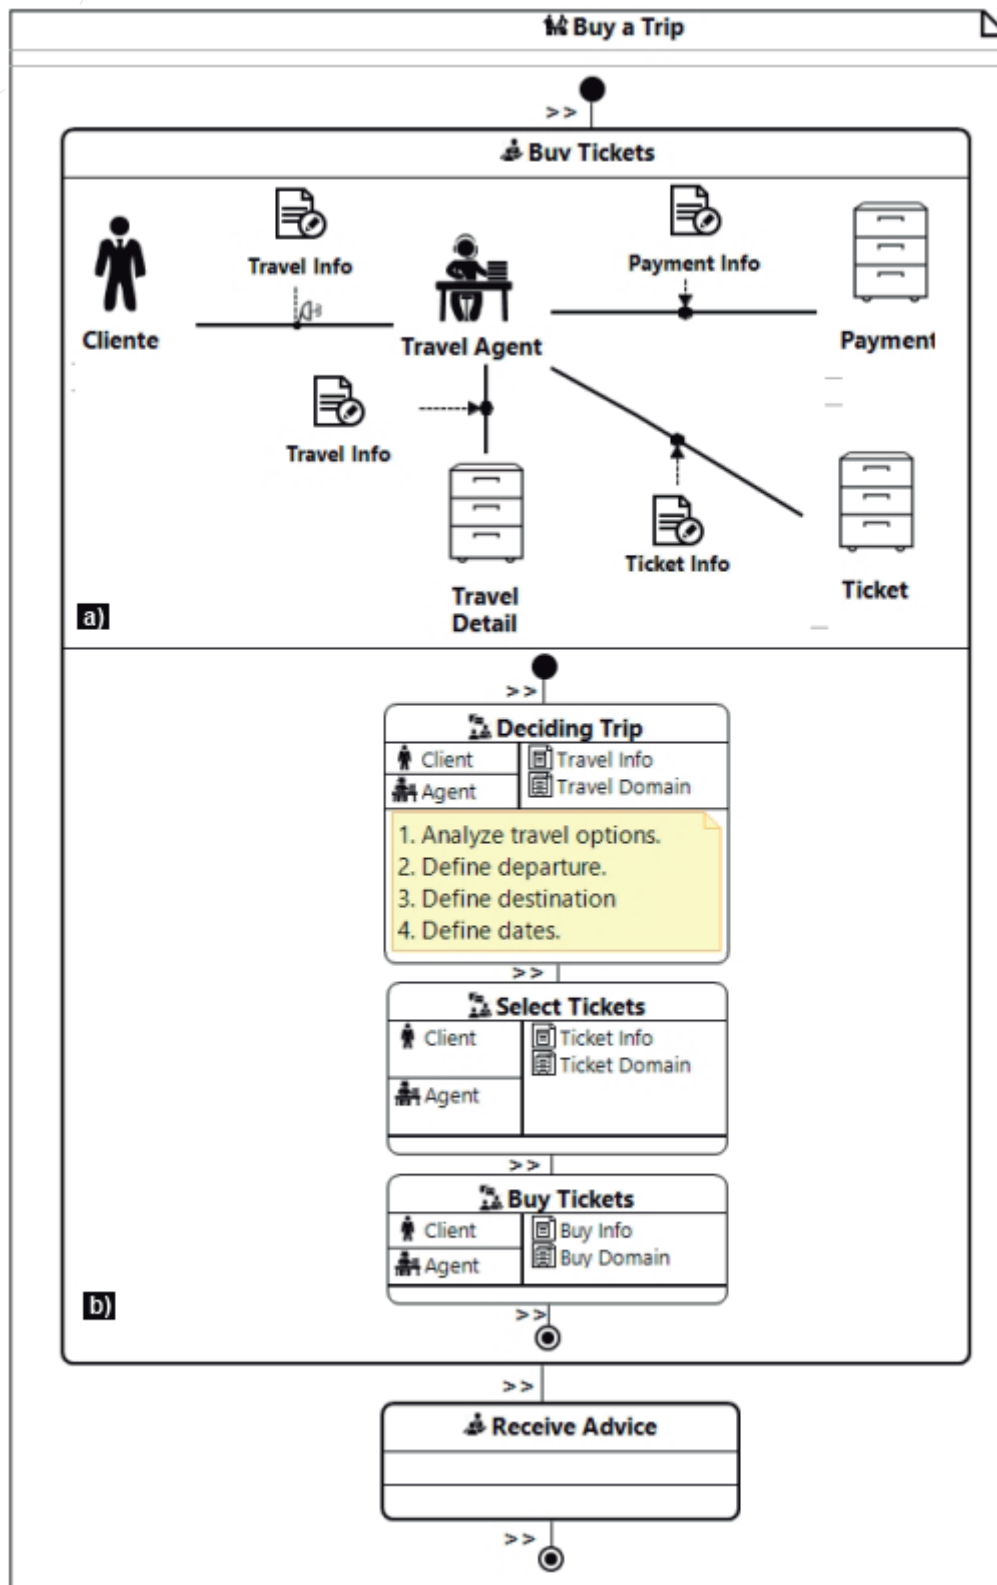 Buy a Trip
>>
Buv Tickets
Travel Info
Payment Info
Cliente
Travel Agent
Payment
Travel Info
Ticket Info
Travel
Detail
Ticket
a)
>>
Deciding Trip
Client
Travel Info
Agent
Travel Domain
1. Analyze travel options.
2. Define departure.
3. Define destination
4. Define dates.
>>
Select Tickets
Client
Ticket Info
Ticket Domain
Agent
>>
Buy Tickets
Client
Buy Info
Agent
Buy Domain
b)
>>
>>
Receive Advice
>>